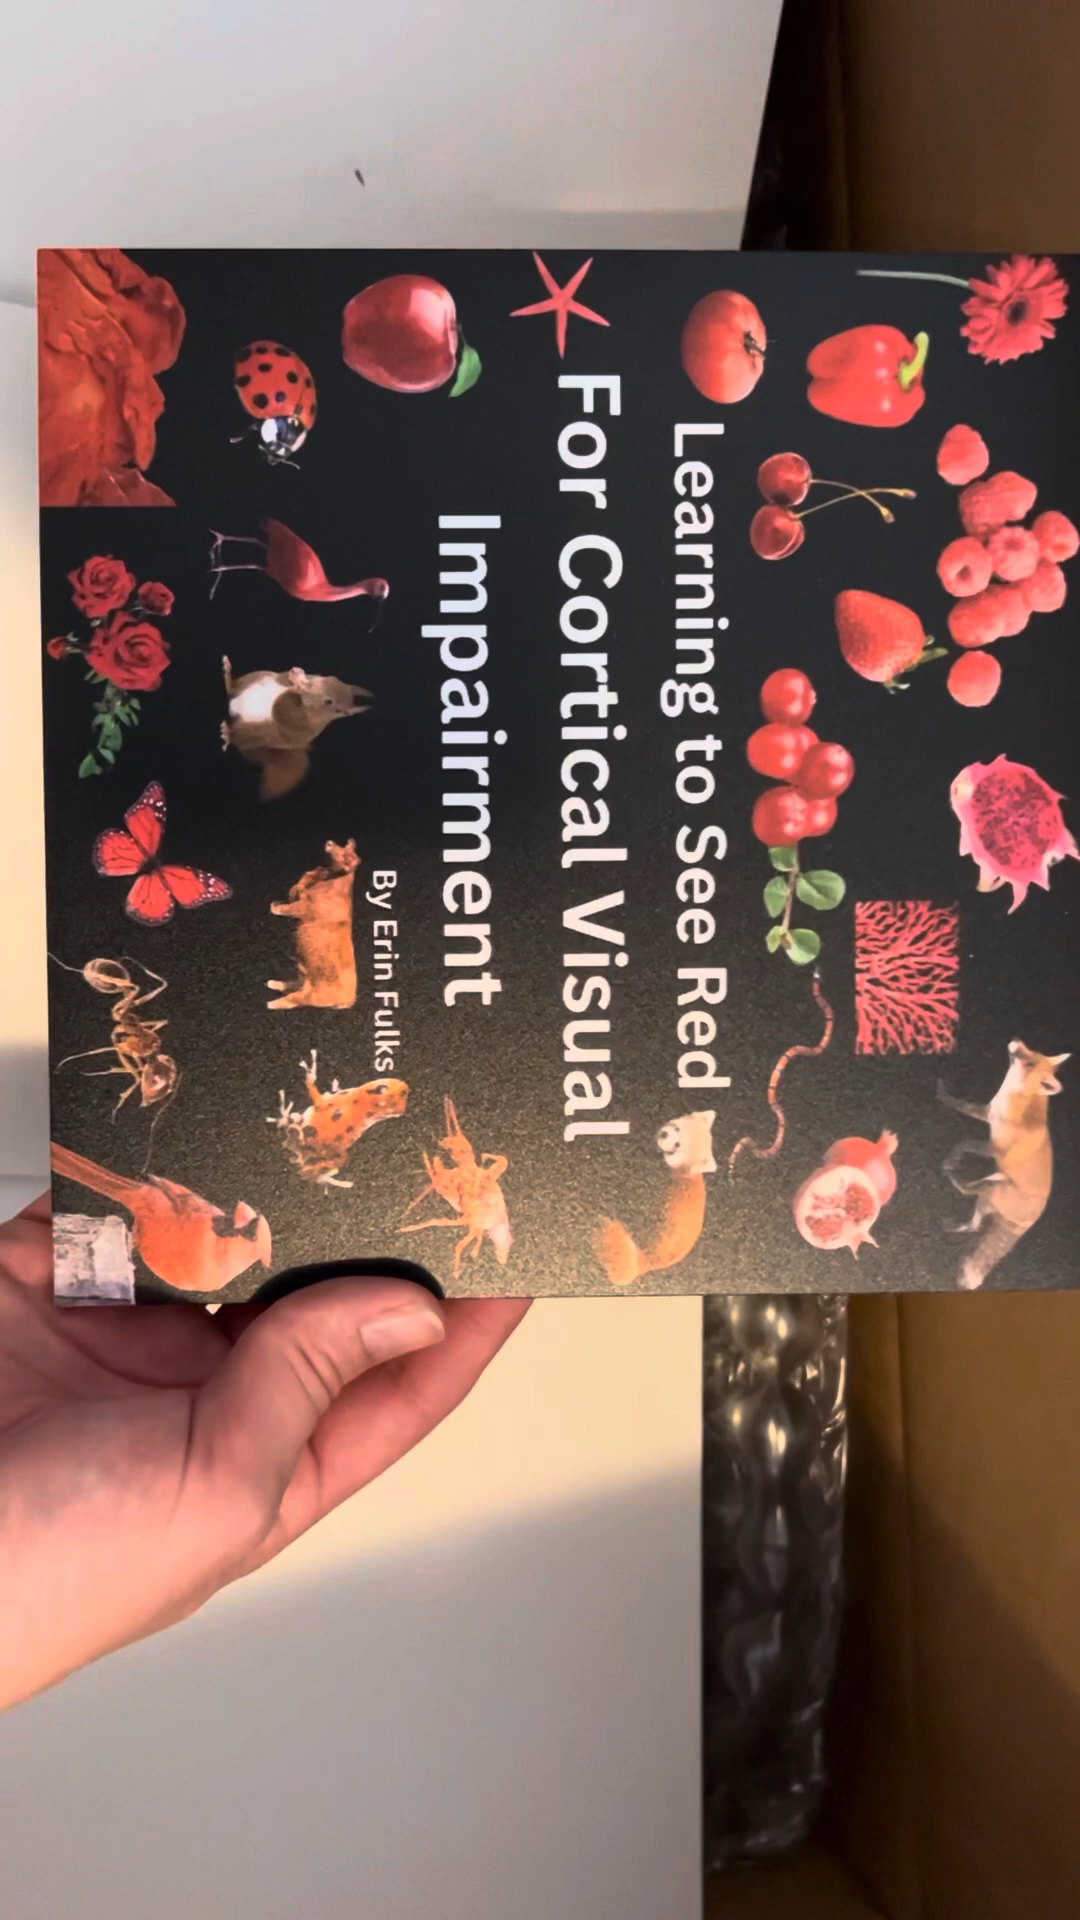 Learning to See Red
For Cortical Visual
Impairment
By Erin Fulks